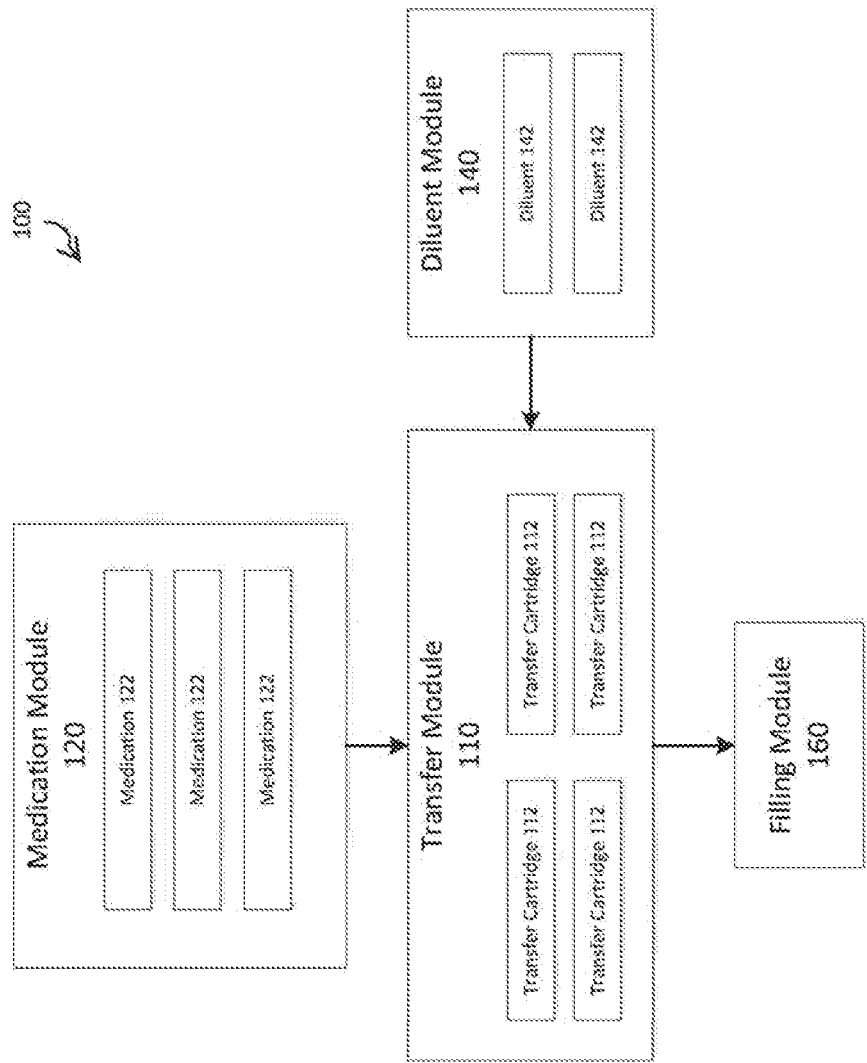 100
Medication Module
120
Medication 122
Medication 122
Medication 122
Diluent Module
140
Diluent 142
Diluent 142
Transfer Module
110
Transfer Cartridge 112
Transfer Cartridge 112
Transfer Cartridge 112
Transfer Cartridge 112
Filling Module
160